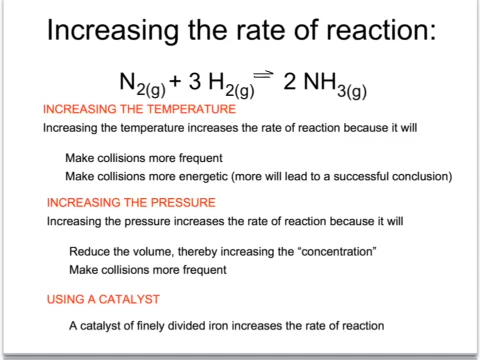 Increasing the rate of reaction:
N2(g) + 3 H2(g) ⇌ 2 NH3(g)
INCREASING THE TEMPERATURE
Increasing the temperature increases the rate of reaction because it will
Make collisions more frequent
Make collisions more energetic (more will lead to a successful conclusion)
INCREASING THE PRESSURE
Increasing the pressure increases the rate of reaction because it will
Reduce the volume, thereby increasing the “concentration”
Make collisions more frequent
USING A CATALYST
A catalyst of finely divided iron increases the rate of reaction